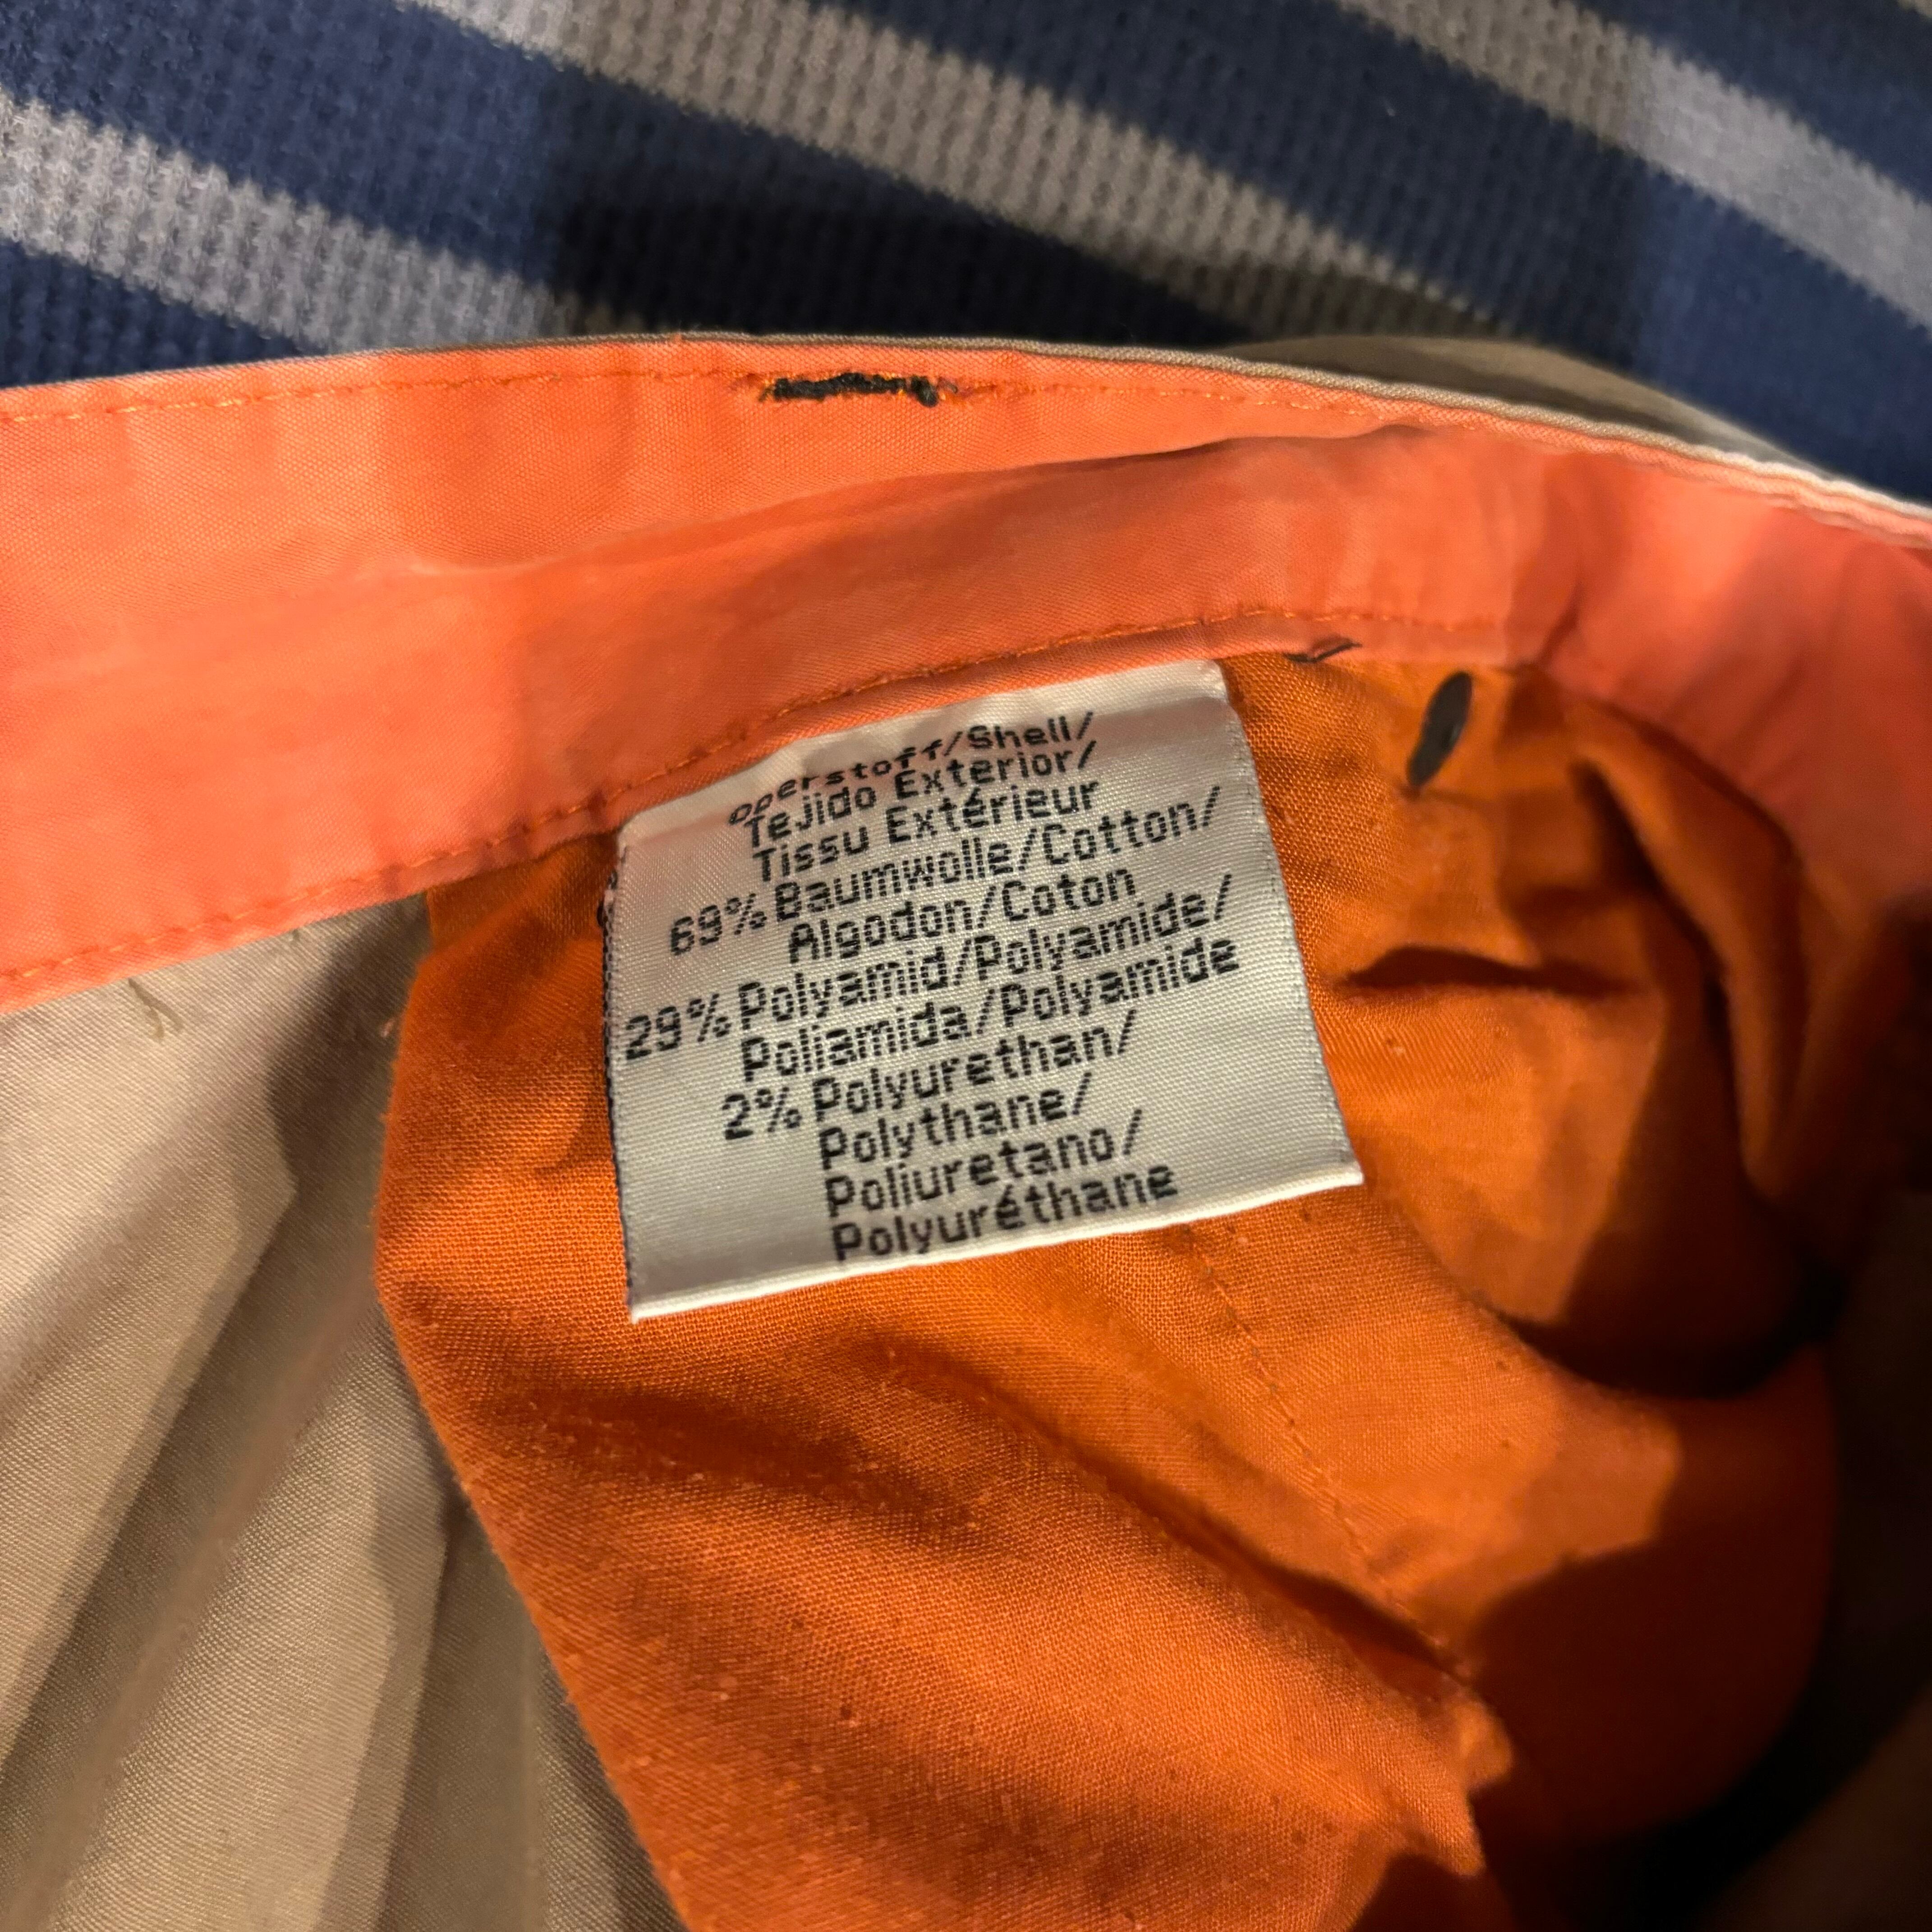 Oberstoff/Shell/
Tejido Exterior/
Tissu Extérieur
69% Baumwolle/Cotton/
Algodon/Coton
29% Polyamid/Polyamide/
Poliamida/Polyamide
2% Polyurethan/
Polythane/
Poliuretano/
Polyuréthane